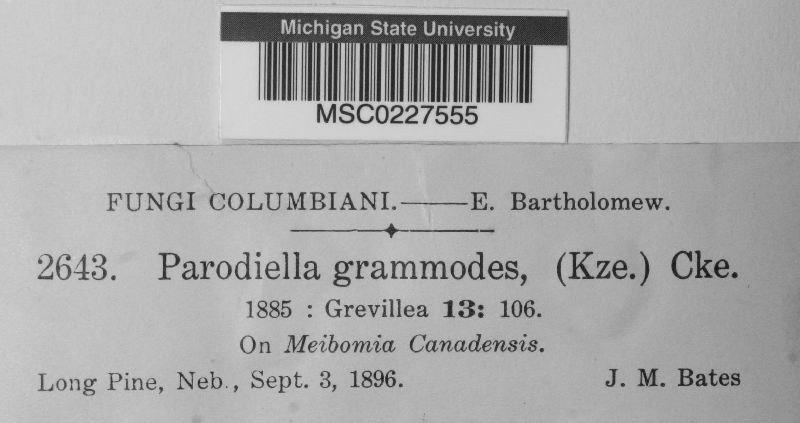 Michigan State University
MSC0227555
FUNGI COLUMBIANI.——E. Bartholomew.
2643. Parodiella grammodes, (Kze.) Cke.
1885 : Grevillea 13: 106.
On Meibomia Canadensis.
Long Pine, Neb., Sept. 3, 1896. J. M. Bates